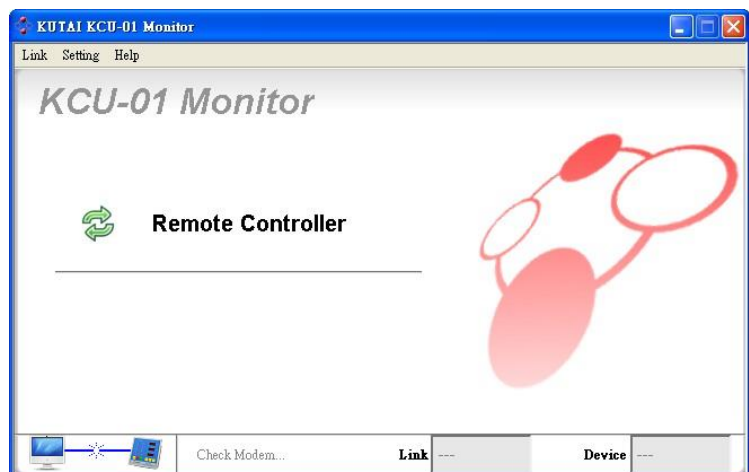 KUTAI KCU-01 Monitor
Link Setting Help
KCU-01 Monitor
Remote Controller
Check Modem... Link --- Device ---